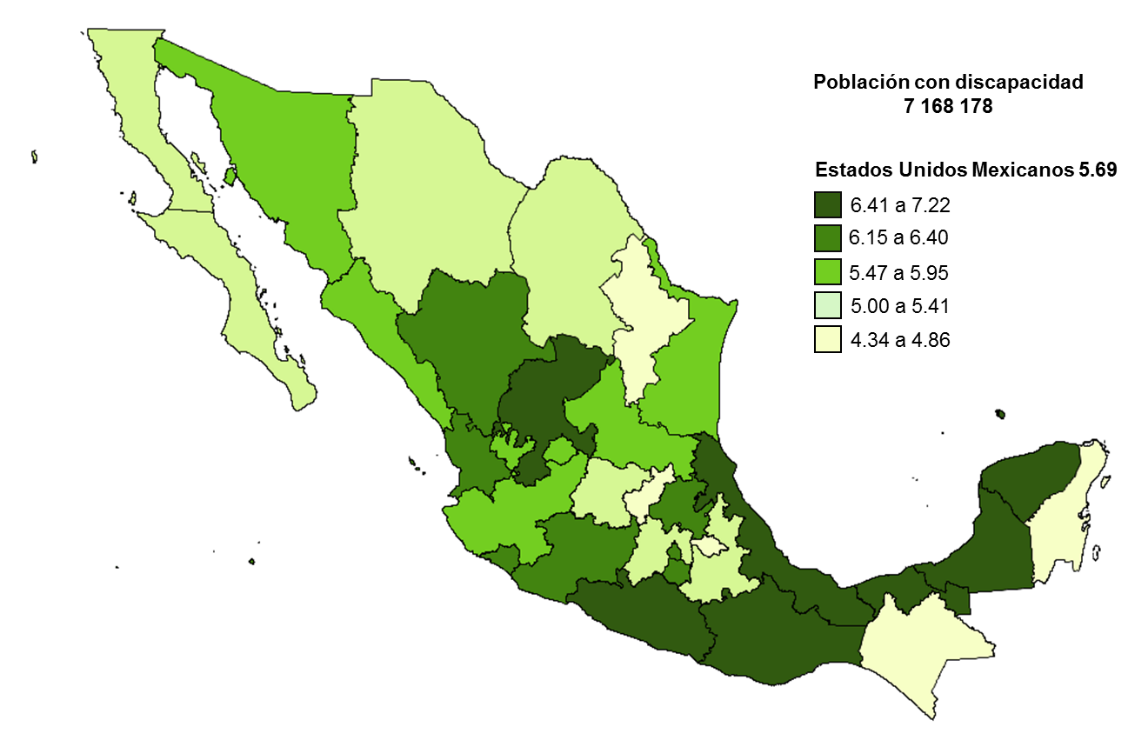 Población con discapacidad
7 168 178
Estados Unidos Mexicanos 5.69
6.41 a 7.22
6.15 a 6.40
5.47 a 5.95
5.00 a 5.41
4.34 a 4.86